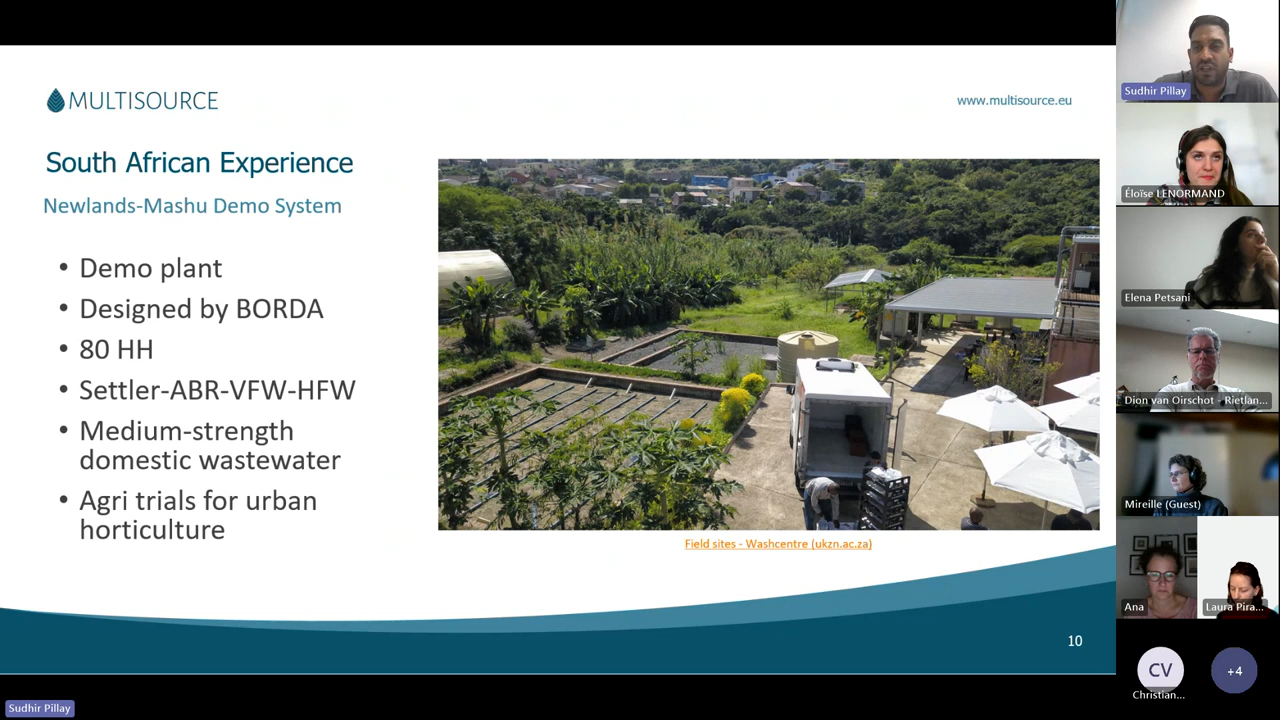 MULTISOURCE
www.multisource.eu
South African Experience
Newlands-Mashu Demo System
• Demo plant
• Designed by BORDA
• 80 HH
• Settler-ABR-VFW-HFW
• Medium-strength
domestic wastewater
• Agri trials for urban
horticulture
Field sites - Washcentre (ukzn.ac.za)
10
Sudhir Pillay
Sudhir Pillay
Éloïse LENORMAND
Elena Petsani
Dion van Oirschot - Rietlan...
Mireille (Guest)
Ana
Laura Pira...
CV
Christian...
+4